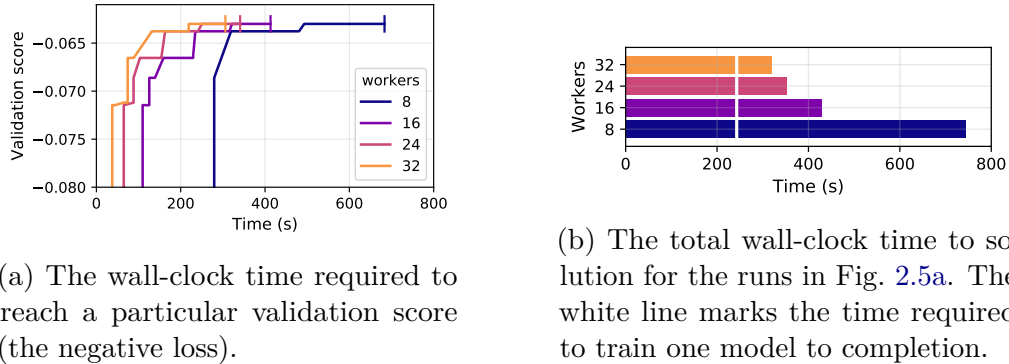 Validation score
−0.065
−0.070
−0.075
−0.080
workers
8
16
24
32
0
200
400
600
800
Time (s)
(a) The wall-clock time required to
reach a particular validation score
(the negative loss).
Workers
32
24
16
8
0
200
400
600
800
Time (s)
(b) The total wall-clock time to so
lution for the runs in Fig. 2.5a. The
white line marks the time required
to train one model to completion.